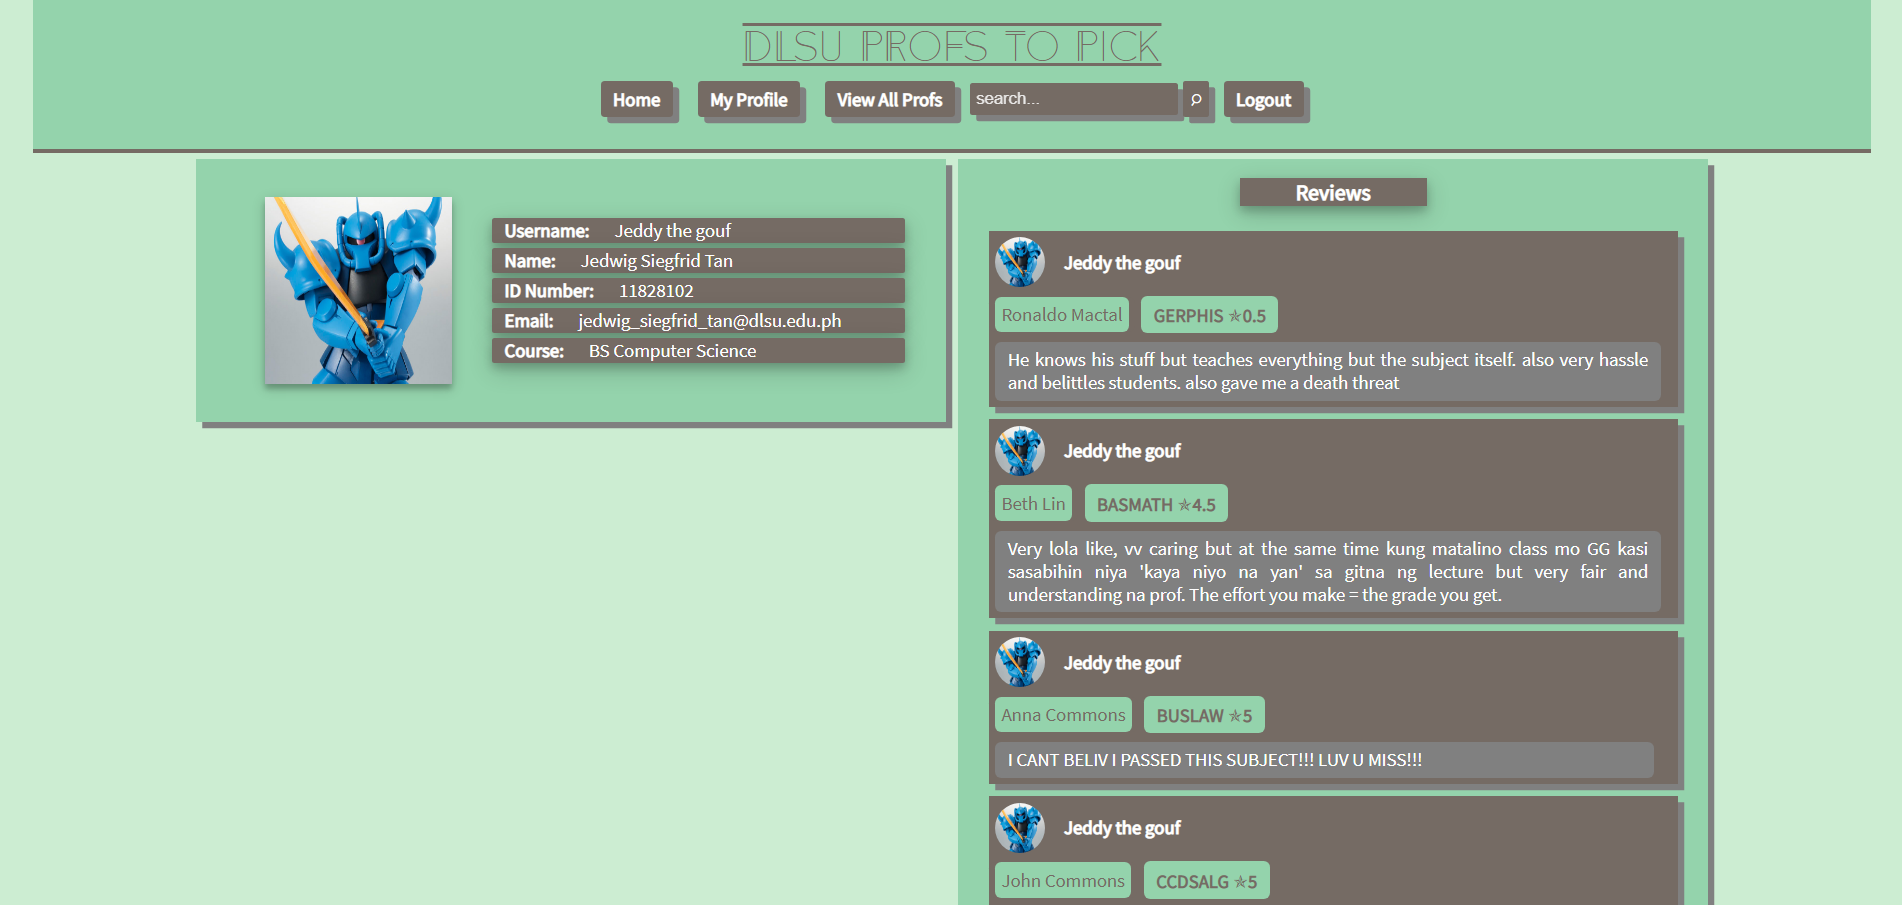 DLSU PROFS TO PICK
Home My Profile View All Profs search... Logout
Username: Jeddy the gouf
Name: Jedwig Siegfrid Tan
ID Number: 11828102
Email: jedwig_siegfrid_tan@dlsu.edu.ph
Course: BS Computer Science
Reviews
Jeddy the gouf
Ronaldo Mactal GERPHIS ✯0.5
He knows his stuff but teaches everything but the subject itself. also very hassle
and belittles students. also gave me a death threat
Jeddy the gouf
Beth Lin BASMATH ✯4.5
Very lola like, vv caring but at the same time kung matalino class mo GG kasi
sasabihin niya 'kaya niyo na yan' sa gitna ng lecture but very fair and
understanding na prof. The effort you make = the grade you get.
Jeddy the gouf
Anna Commons BUSLAW ✯5
I CANT BELIV I PASSED THIS SUBJECT!!! LUV U MISS!!!
Jeddy the gouf
John Commons CCDSALG ✯5